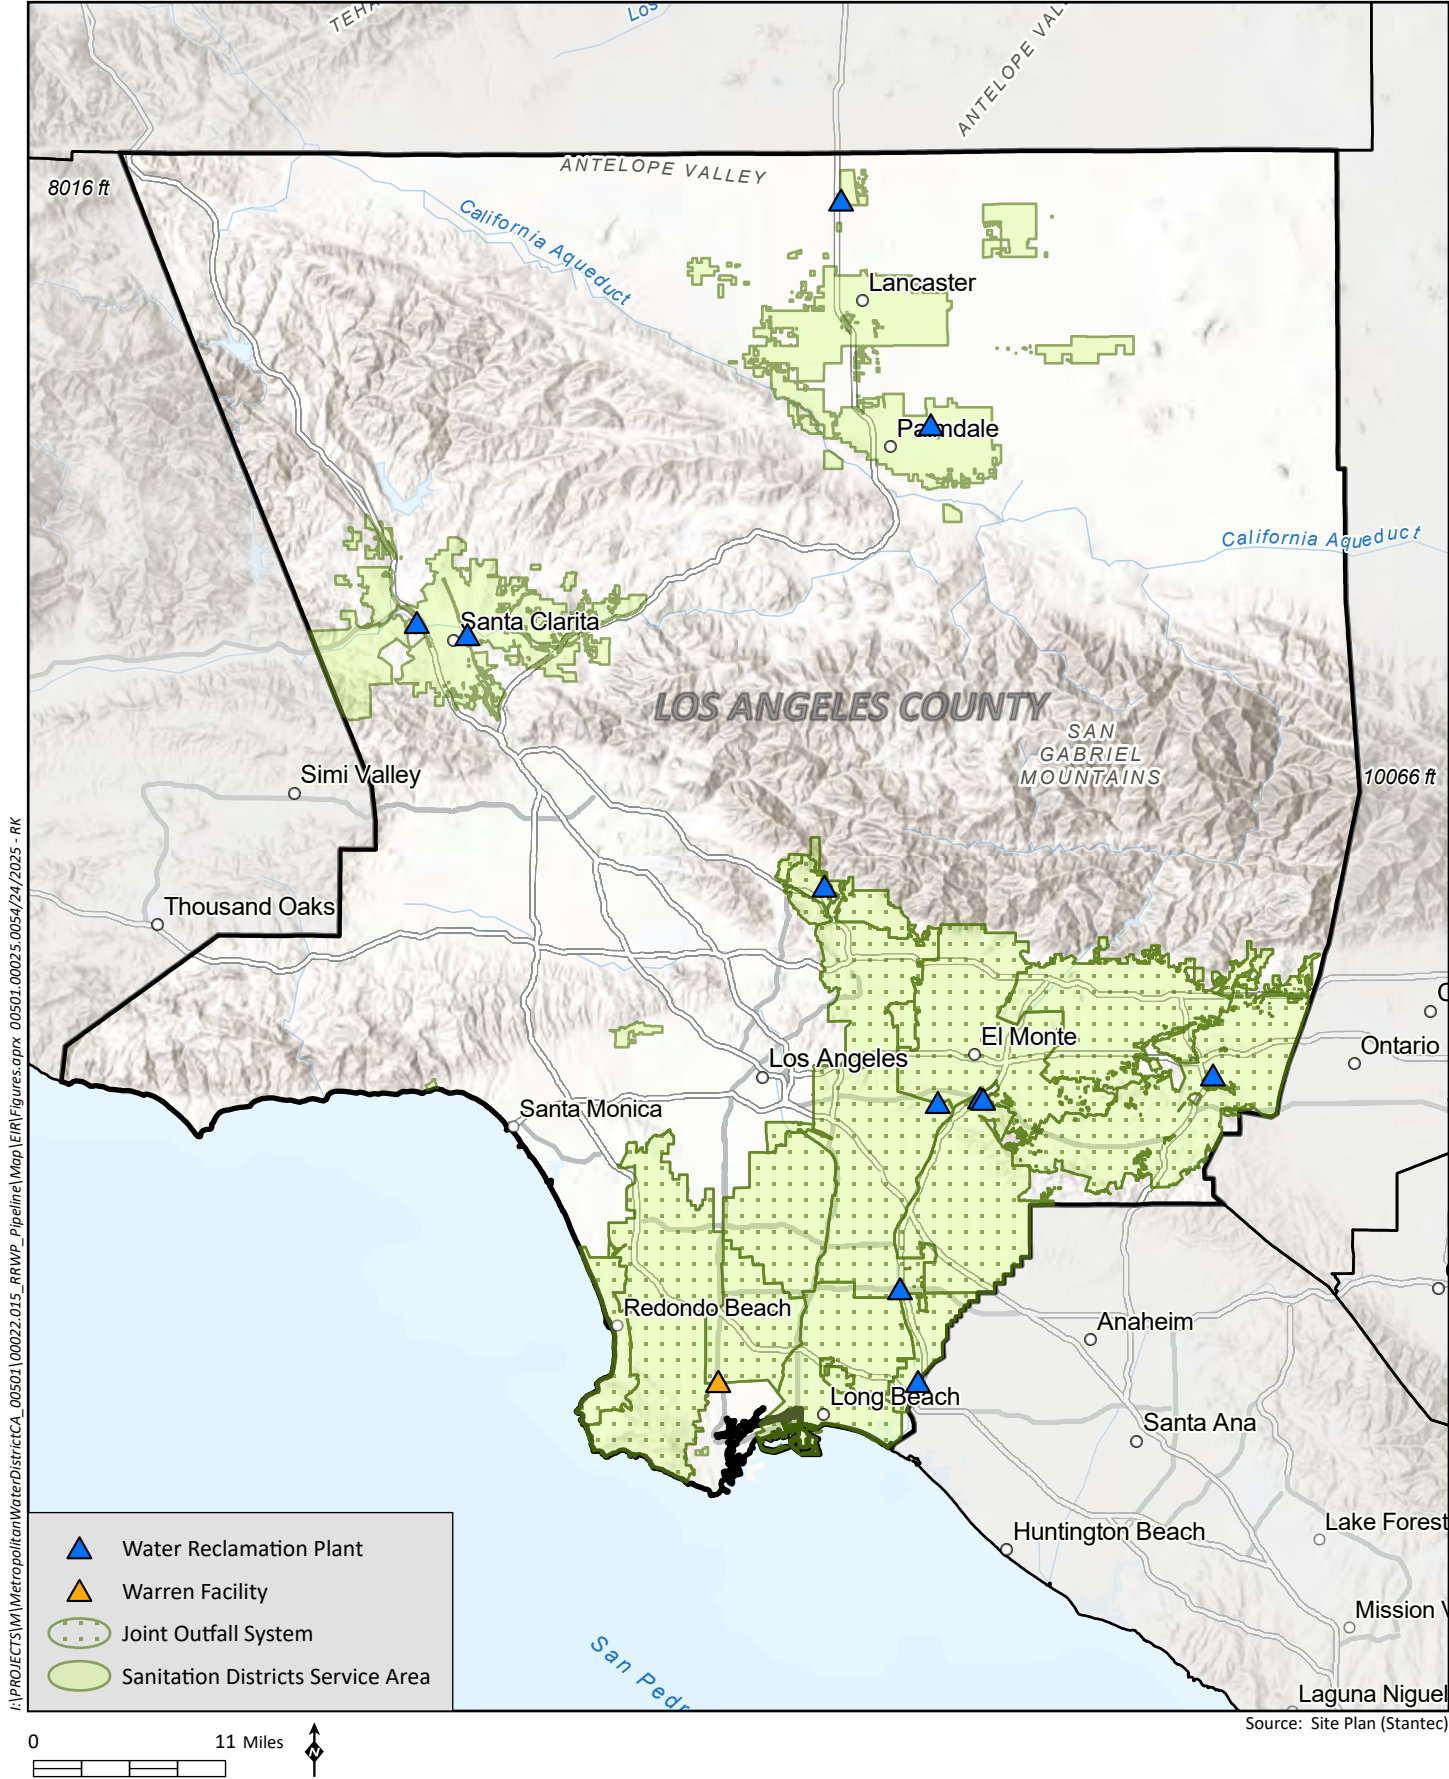 TEHA
Los
ANTELOPE VAL
8016 ft
ANTELOPE VALLEY
California Aqueduct
Lancaster
Palmdale
California Aqueduct
Santa Clarita
LOS ANGELES COUNTY
SAN
GABRIEL
MOUNTAINS
Simi Valley
10066 ft
Thousand Oaks
El Monte
Ontario
Los Angeles
Santa Monica
Redondo Beach
Anaheim
Long Beach
Santa Ana
Huntington Beach
Lake Forest
Mission V
San Pedr
Laguna Niguel
Water Reclamation Plant
Warren Facility
Joint Outfall System
Sanitation Districts Service Area
I:\PROJECTS\M\MetropolitanWaterDistrictCA_00501\00022.015_RRWP_Pipeline\Map\EIR\Figures.aprx 00501.00025.0054/24/2025 - RK
0 11 Miles
N
Source: Site Plan (Stantec)